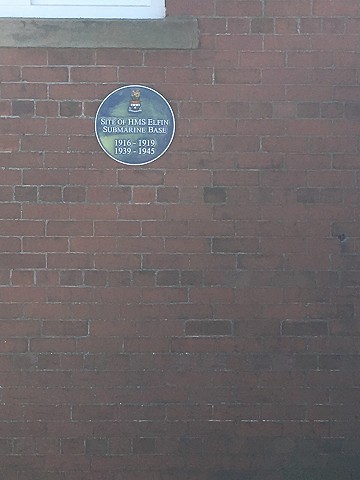 SITE OF HMS ELFIN
SUBMARINE BASE
1916 - 1919
1939 - 1945